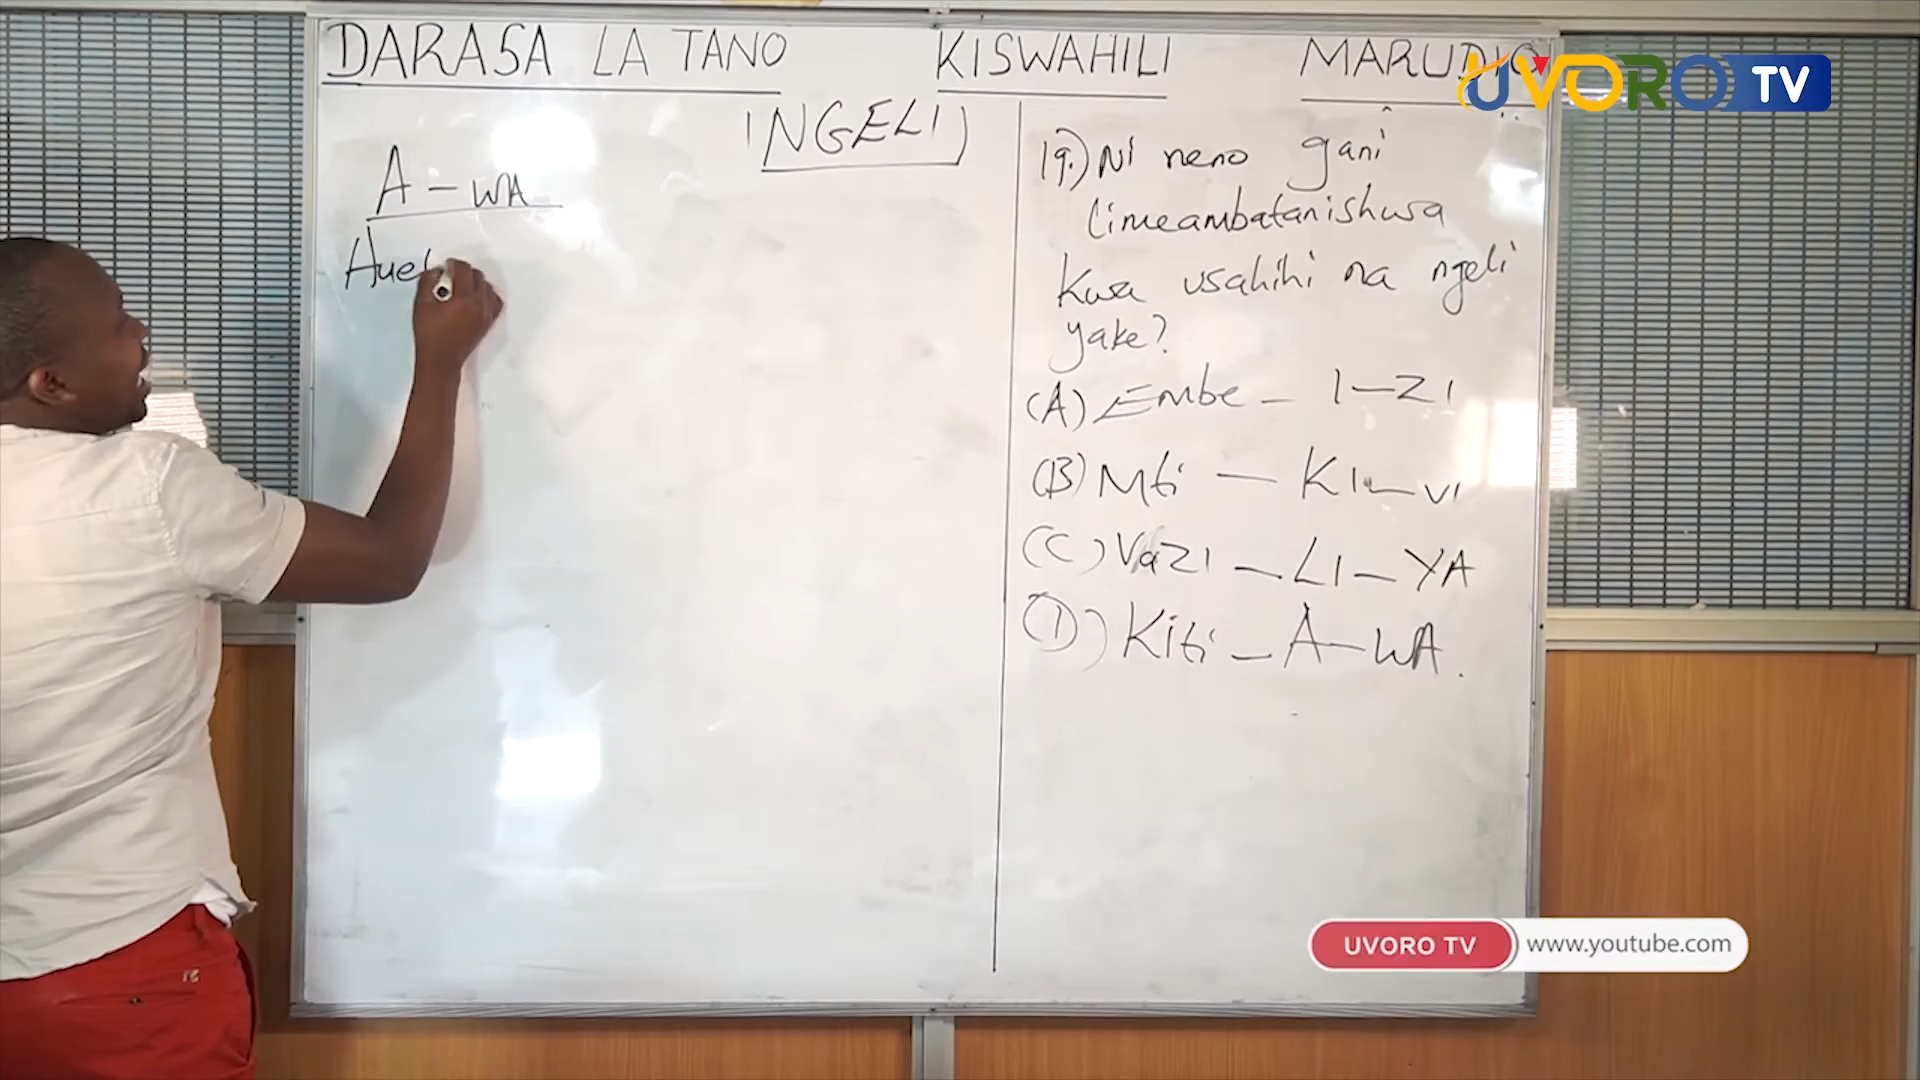 DARASA LA TANO KISWAHILI MARUDIO
UVORO TV
NGELI
A - WA
19.) Ni neno gani
limeambatanishwa
kwa usahihi na ngeli
yake?
(A) Embe - I-ZI
(B) Mti - KI-VI
(C) Vazi - LI-YA
(D) Kiti - A-WA.
UVORO TV www.youtube.com